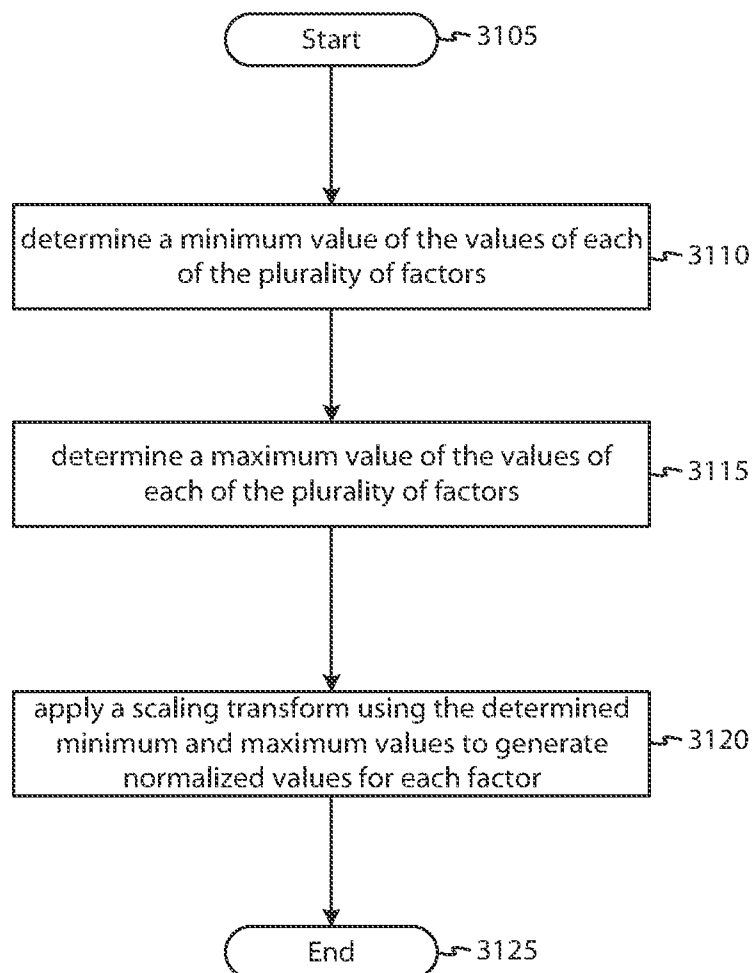 Start
3105
determine a minimum value of the values of each
of the plurality of factors
3110
determine a maximum value of the values of
each of the plurality of factors
3115
apply a scaling transform using the determined
minimum and maximum values to generate
normalized values for each factor
3120
End
3125